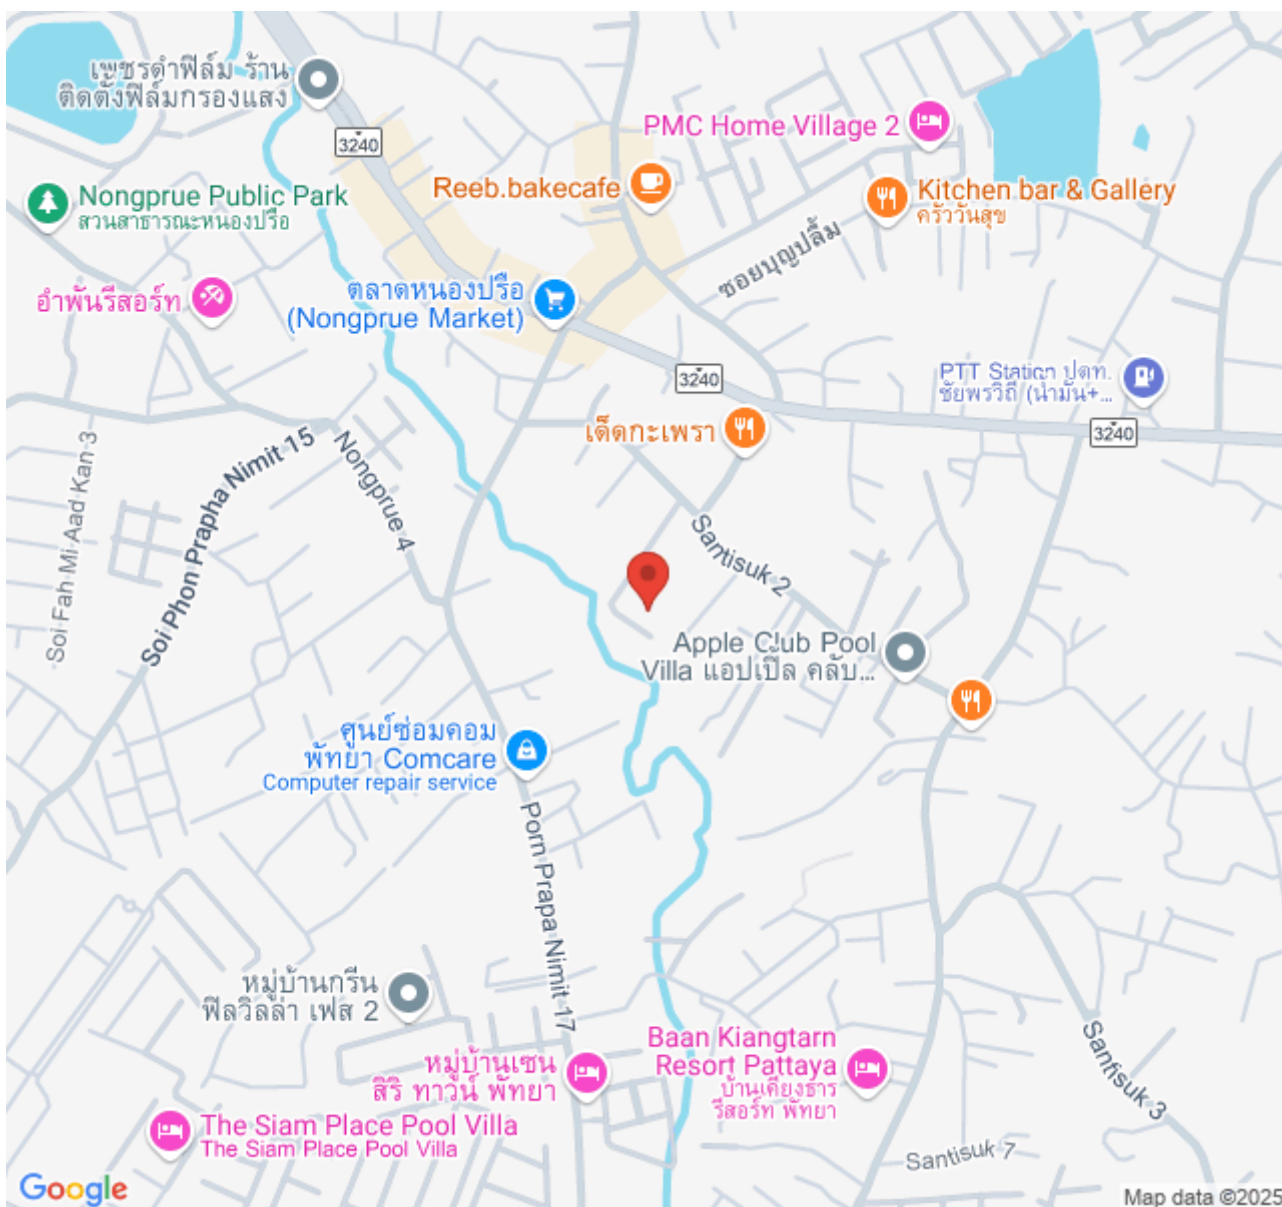 เพชรดำฟิล์ม ร้าน
ติดตั้งฟิล์มกรองแสง
3240
PMC Home Village 2
Reeb.bakecafe
Nongprue Public Park
สวนสาธารณะหนองปรือ
Kitchen bar & Gallery
ครัววันสุข
ซอยบุญปลื้ม
อำพันรีสอร์ท
ตลาดหนองปรือ
(Nongprue Market)
3240
PTT Station ปตท.
ชัยพรวิถี (น้ำมัน+...
3240
เด็ดกะเพรา
Soi Fah Mi Aad Kan 3
Soi Phon Prapha Nimit 15
Nongprue 4
Santisuk 2
Apple Club Pool
Villa แอปเปิ้ล คลับ...
ศูนย์ซ่อมคอม
พัทยา Comcare
Computer repair service
Porn Prapa Nimit 17
หมู่บ้านกรีน
ฟิลวิลล่า เฟส 2
หมู่บ้านเซน
สิริ ทาวน์ พัทยา
Baan Kiangtarn
Resort Pattaya
บ้านเคียงธาร
รีสอร์ท พัทยา
Santisuk 3
The Siam Place Pool Villa
The Siam Place Pool Villa
Santisuk 7
Google
Map data ©2025